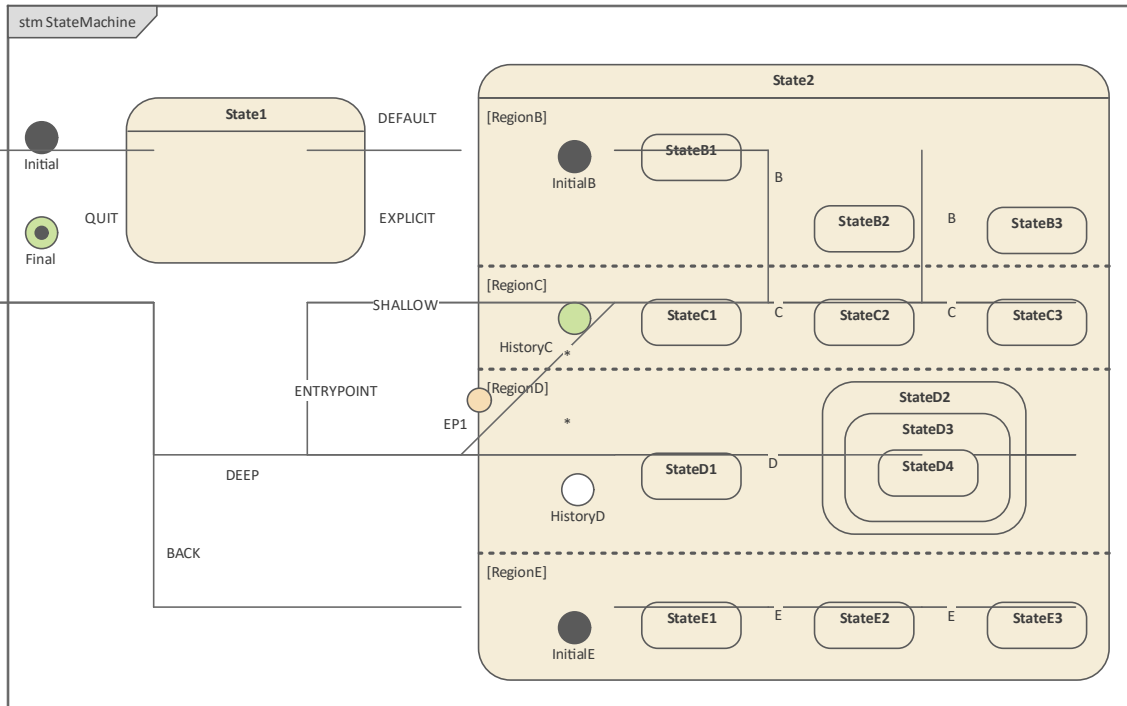 stm StateMachine
State2
State1
DEFAULT
[RegionB]
Initial
StateB1
InitialB
B
QUIT
EXPLICIT
StateB2
B
StateB3
Final
[RegionC]
SHALLOW
StateC1
C
StateC2
C
StateC3
HistoryC
*
ENTRYPOINT
[RegionD]
StateD2
EP1
*
StateD3
DEEP
StateD1
D
StateD4
HistoryD
BACK
[RegionE]
StateE1
E
StateE2
E
StateE3
InitialE